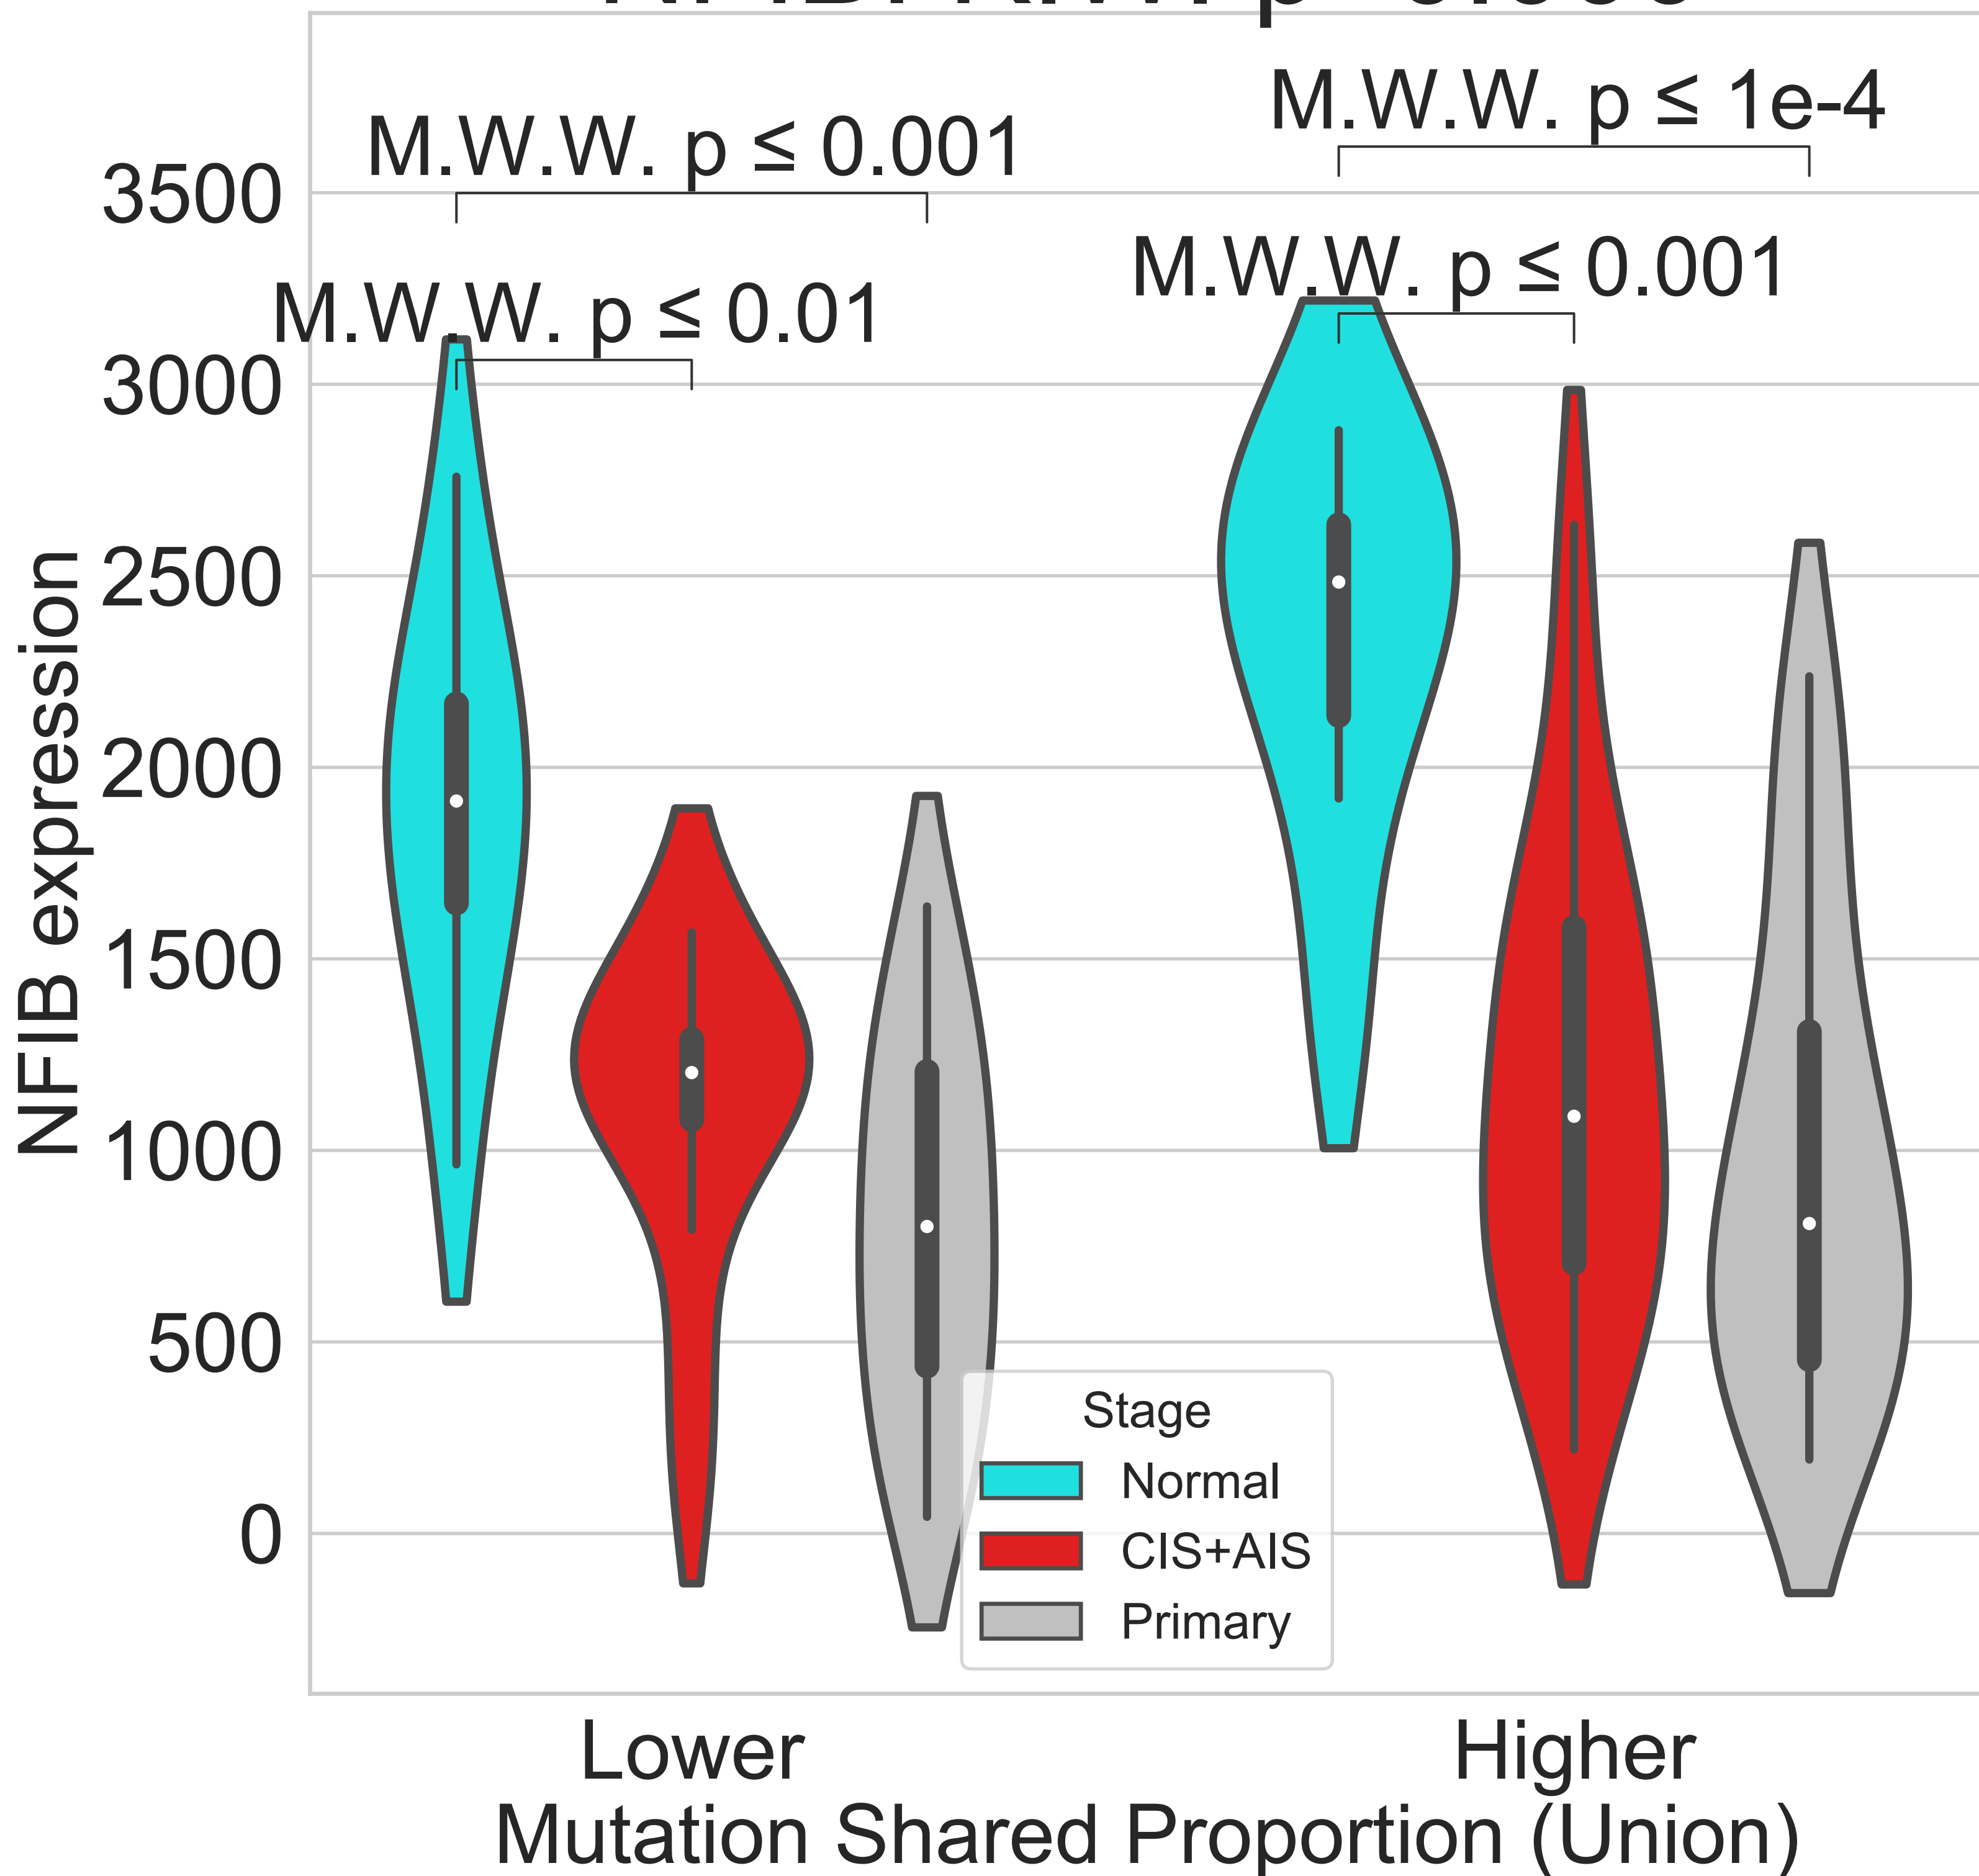 M.W.W. p ≤ 1e-4
M.W.W. p ≤ 0.001
3500
M.W.W. p ≤ 0.001
M.W.W. p ≤ 0.01
3000
2500
2000
1500
1000
500
0
NFIB expression
Stage
Normal
CIS+AIS
Primary
Lower
Higher
Mutation Shared Proportion (Union)